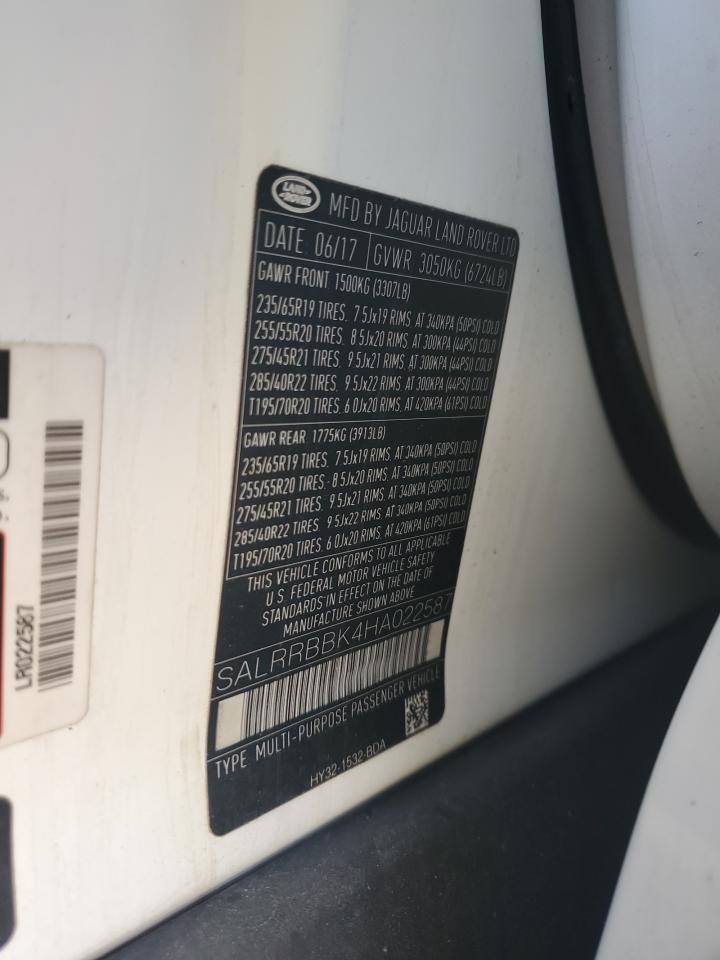 LAND ROVER
MFD BY JAGUAR LAND ROVER LTD
DATE 06/17 GVWR 3050KG (6724LB)
GAWR FRONT 1500KG (3307LB)
235/65R19 TIRES, 7.5Jx19 RIMS, AT 340KPA (50PSI) COLD
255/55R20 TIRES, 8.5Jx20 RIMS, AT 300KPA (44PSI) COLD
275/45R21 TIRES, 9.5Jx21 RIMS, AT 300KPA (44PSI) COLD
285/40R22 TIRES, 9.5Jx22 RIMS, AT 300KPA (44PSI) COLD
T195/70R20 TIRES, 6.0Jx20 RIMS, AT 420KPA (61PSI) COLD
GAWR REAR 1775KG (3913LB)
235/65R19 TIRES, 7.5Jx19 RIMS, AT 340KPA (50PSI) COLD
255/55R20 TIRES, 8.5Jx20 RIMS, AT 340KPA (50PSI) COLD
275/45R21 TIRES, 9.5Jx21 RIMS, AT 340KPA (50PSI) COLD
285/40R22 TIRES, 9.5Jx22 RIMS, AT 340KPA (50PSI) COLD
T195/70R20 TIRES, 6.0Jx20 RIMS, AT 420KPA (61PSI) COLD
THIS VEHICLE CONFORMS TO ALL APPLICABLE
U.S. FEDERAL MOTOR VEHICLE SAFETY
STANDARDS IN EFFECT ON THE DATE OF
MANUFACTURE SHOWN ABOVE
SALRRBBK4HA022587
TYPE MULTI-PURPOSE PASSENGER VEHICLE
HY32-1532-BDA
LR022587